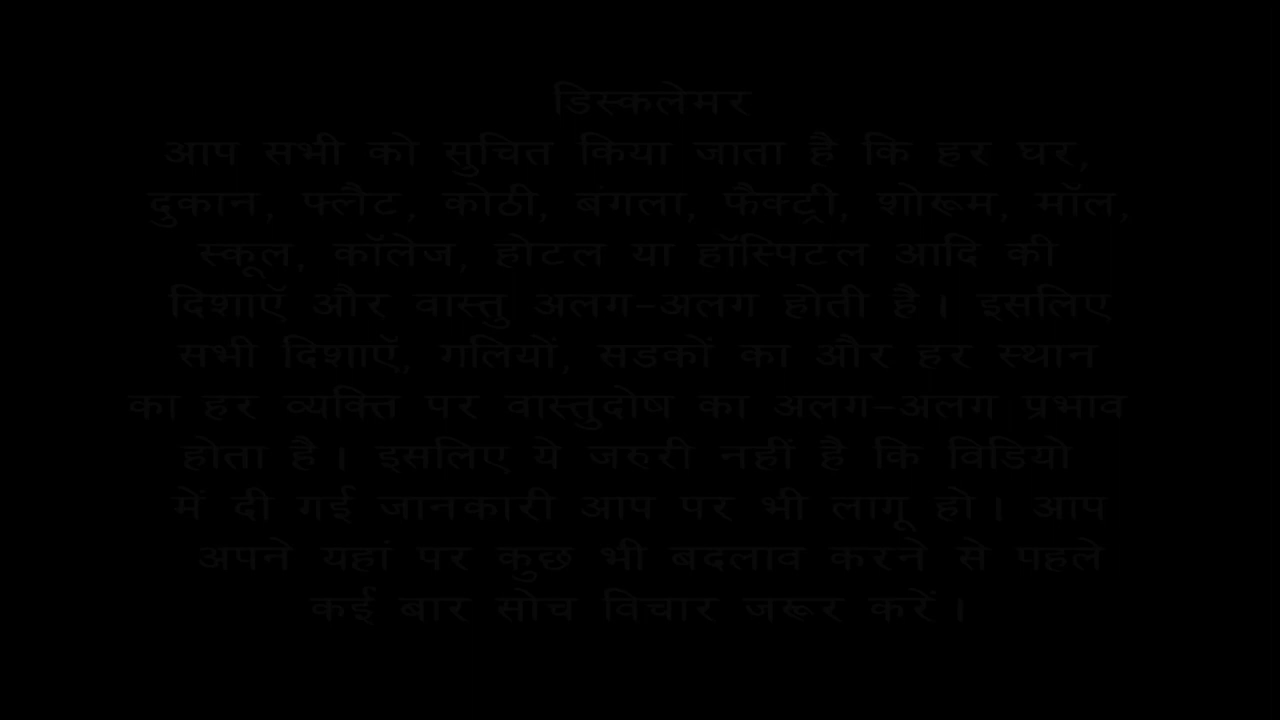 डिस्कलेमर
आप सभी को सुचित किया जाता है कि हर घर,
दुकान, फ्लैट, कोठी, बंगला, फैक्ट्री, शोरूम, मॉल,
स्कूल, कॉलेज, होटल या हॉस्पिटल आदि की
दिशाएँ और वास्तु अलग-अलग होती है। इसलिए
सभी दिशाएँ, गलियों, सडकों का और हर स्थान
का हर व्यक्ति पर वास्तुदोष का अलग-अलग प्रभाव
होता है। इसलिए ये जरुरी नहीं है कि विडियो
में दी गई जानकारी आप पर भी लागू हो। आप
अपने यहां पर कुछ भी बदलाव करने से पहले
कई बार सोच विचार जरूर करें।